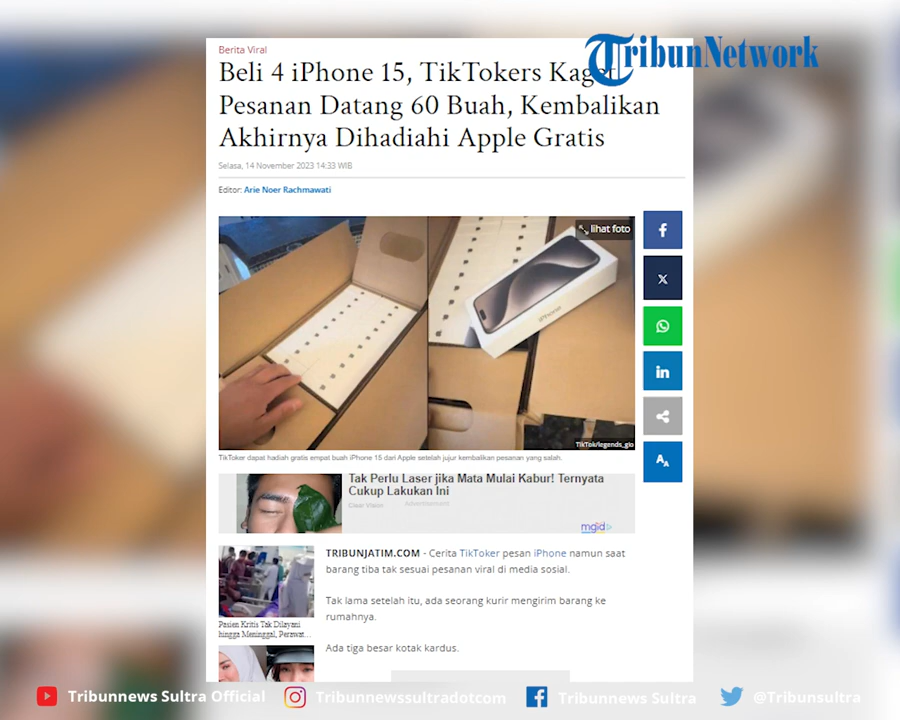 TribunNetwork
Berita Viral
Beli 4 iPhone 15, TikTokers Kaget
Pesanan Datang 60 Buah, Kembalikan
Akhirnya Dihadiahi Apple Gratis
Selasa, 14 November 2023 14:33 WIB
Editor: Arie Noer Rachmawati
lihat foto
iPhone
TikTok/legends_gio
TikToker dapat hadiah gratis empat buah iPhone 15 dari Apple setelah jujur kembalikan pesanan yang salah.
Tak Perlu Laser jika Mata Mulai Kabur! Ternyata
Cukup Lakukan Ini
Clear Vision Advertisement
mgid
TRIBUNJATIM.COM - Cerita TikToker pesan iPhone namun saat
barang tiba tak sesuai pesanan viral di media sosial.
Tak lama setelah itu, ada seorang kurir mengirim barang ke
rumahnya.
Ada tiga besar kotak kardus.
Pasien Kritis Tak Dilayani
hingga Meninggal, Perawat...
Tribunnews Sultra Official Tribunnewssultradotcom Tribunnews Sultra @Tribunsultra